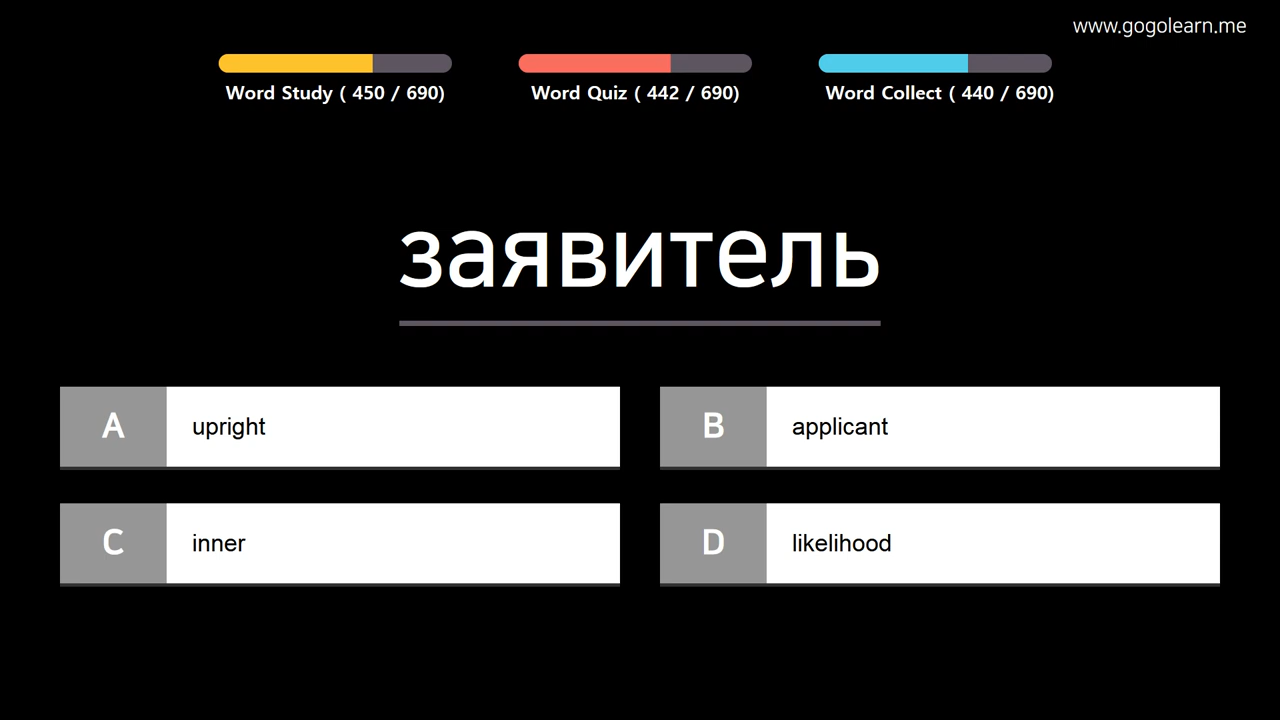 www.gogolearn.me
Word Study ( 450 / 690)
Word Quiz ( 442 / 690)
Word Collect ( 440 / 690)
заявитель
A upright
B applicant
C inner
D likelihood